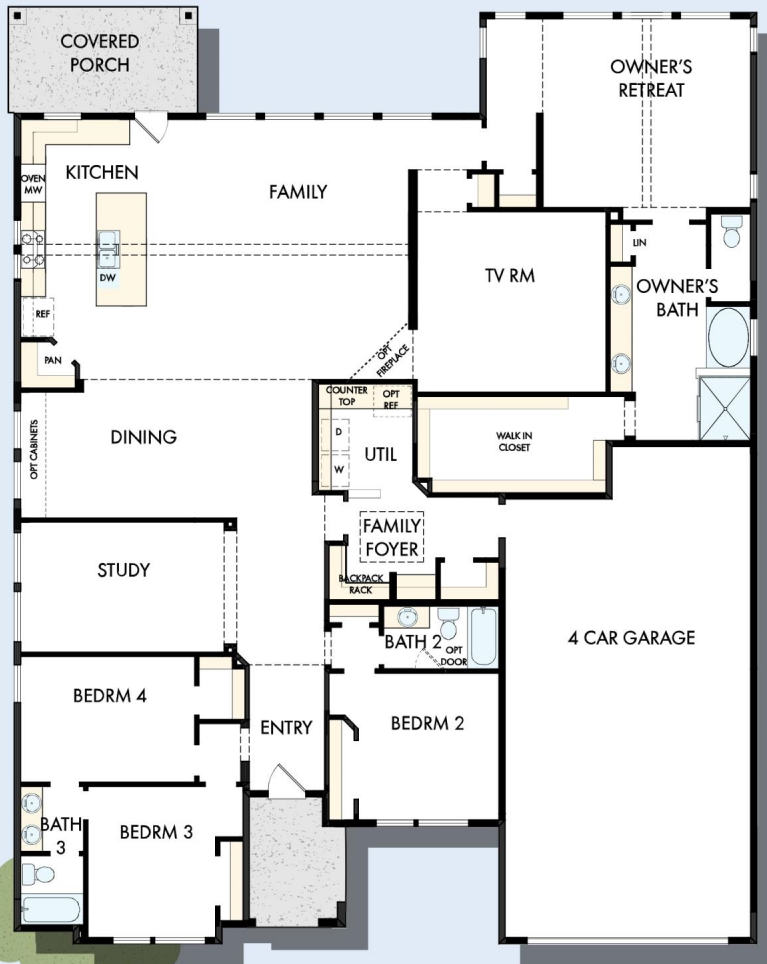 COVERED
PORCH
OWNER'S
RETREAT
OVEN
MW
KITCHEN
FAMILY
LIN
DW
TV RM
OWNER'S
BATH
REF
PAN
OPT
FIREPLACE
COUNTER
TOP
OPT
REF
OPT CABINETS
DINING
D
W
UTIL
WALK IN
CLOSET
FAMILY
FOYER
STUDY
BACKPACK
RACK
BATH 2
OPT
DOOR
4 CAR GARAGE
BEDRM 4
ENTRY
BEDRM 2
BATH
3
BEDRM 3